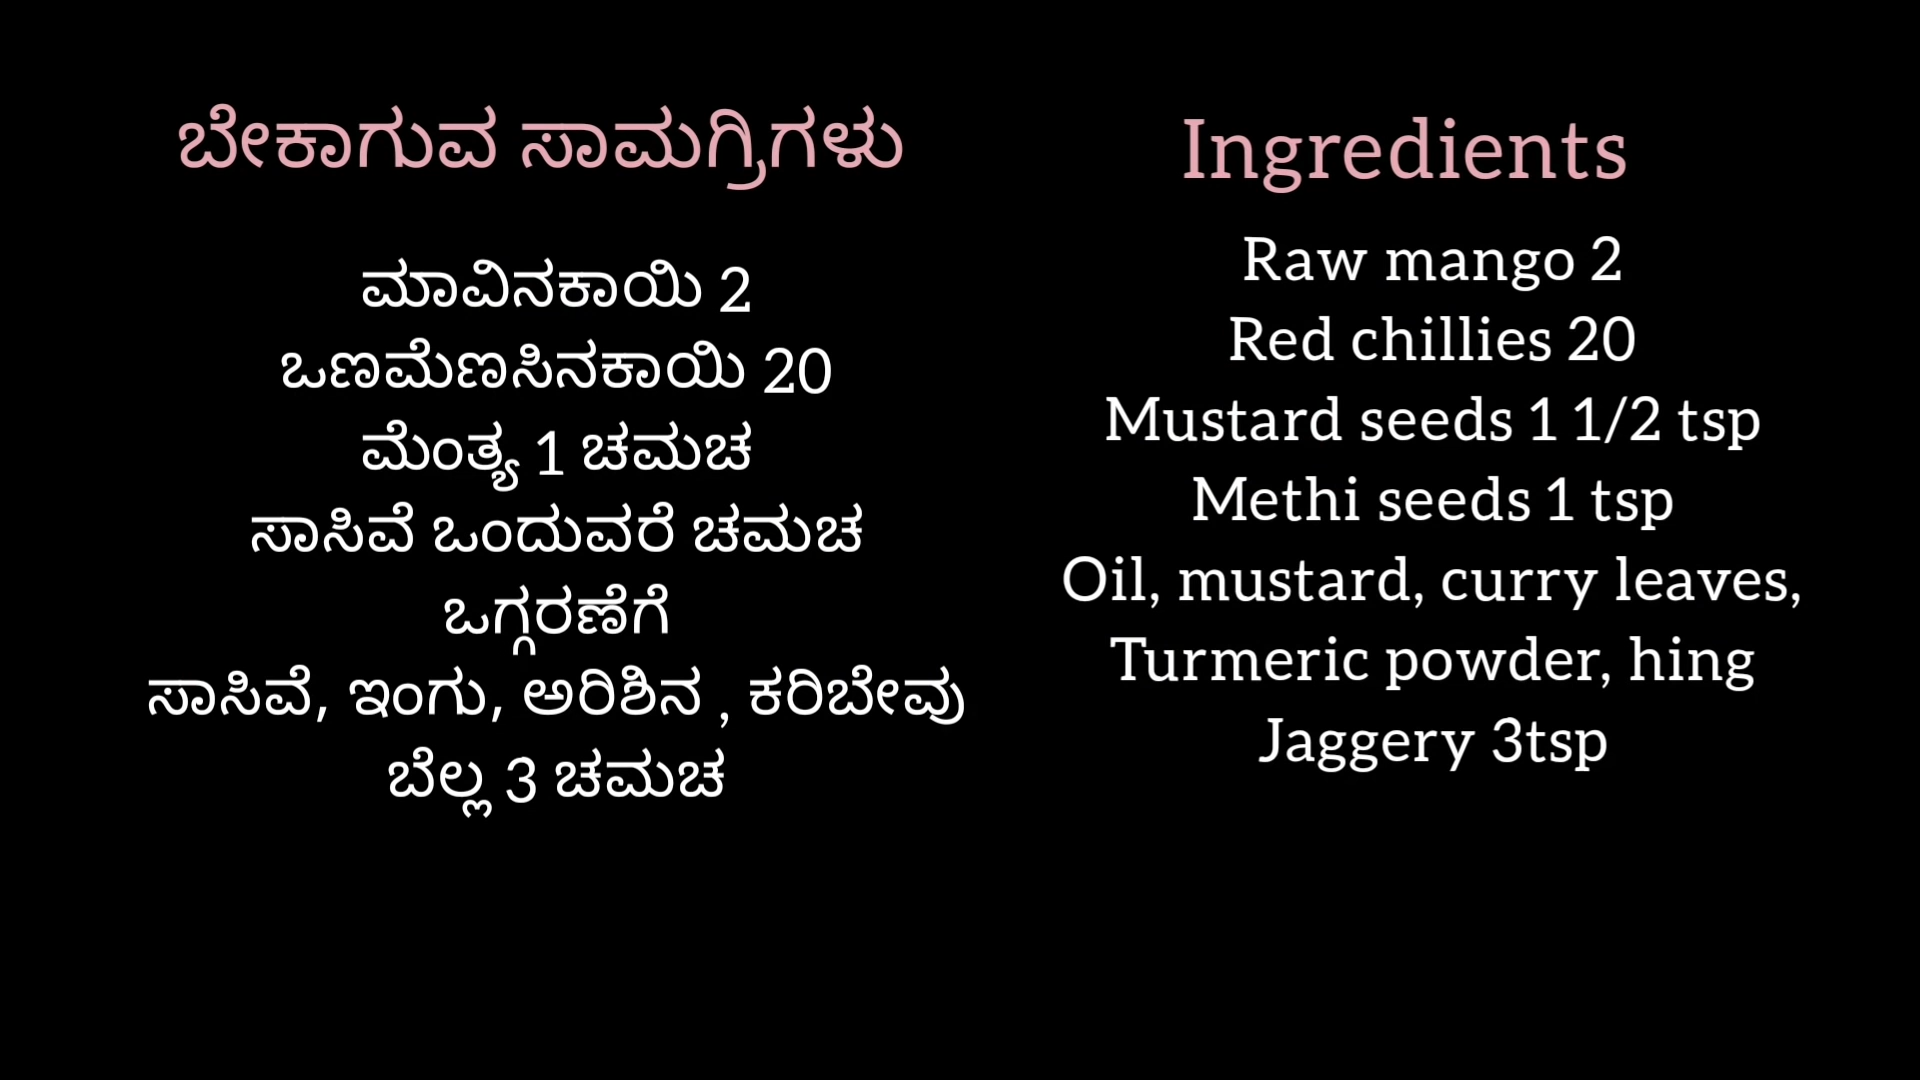 ಬೇಕಾಗುವ ಸಾಮಗ್ರಿಗಳು
ಮಾವಿನಕಾಯಿ 2
ಒಣಮೆಣಸಿನಕಾಯಿ 20
ಮೆಂತ್ಯ 1 ಚಮಚ
ಸಾಸಿವೆ ಒಂದುವರೆ ಚಮಚ
ಒಗ್ಗರಣೆಗೆ
ಸಾಸಿವೆ, ಇಂಗು, ಅರಿಶಿನ , ಕರಿಬೇವು
ಬೆಲ್ಲ 3 ಚಮಚ
Ingredients
Raw mango 2
Red chillies 20
Mustard seeds 1 1/2 tsp
Methi seeds 1 tsp
Oil, mustard, curry leaves,
Turmeric powder, hing
Jaggery 3tsp